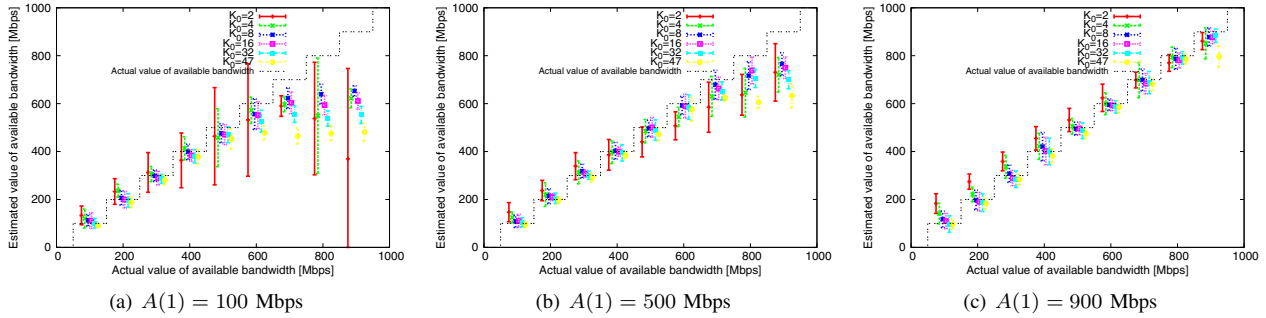 Estimated value of available bandwidth [Mbps]
1000
800
600
400
200
0
K0=2
K0=4
K0=8
K0=16
K0=32
K0=47
Actual value of available bandwidth
0 200 400 600 800 1000
Actual value of available bandwidth [Mbps]
(a) A(1) = 100 Mbps
Estimated value of available bandwidth [Mbps]
1000
800
600
400
200
0
K0=2
K0=4
K0=8
K0=16
K0=32
K0=47
Actual value of available bandwidth
0 200 400 600 800 1000
Actual value of available bandwidth [Mbps]
(b) A(1) = 500 Mbps
Estimated value of available bandwidth [Mbps]
1000
800
600
400
200
0
K0=2
K0=4
K0=8
K0=16
K0=32
K0=47
Actual value of available bandwidth
0 200 400 600 800 1000
Actual value of available bandwidth [Mbps]
(c) A(1) = 900 Mbps